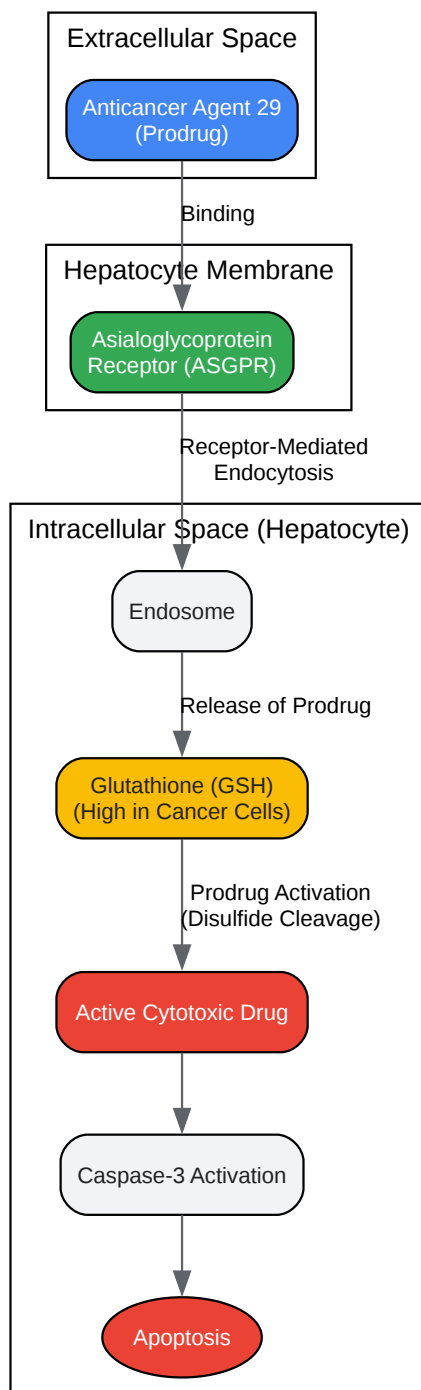 Extracellular Space
Anticancer Agent 29
(Prodrug)
Binding
Hepatocyte Membrane
Asialoglycoprotein
Receptor (ASGPR)
Receptor-Mediated
Endocytosis
Intracellular Space (Hepatocyte)
Endosome
Release of Prodrug
Glutathione (GSH)
(High in Cancer Cells)
Prodrug Activation
(Disulfide Cleavage)
Active Cytotoxic Drug
Caspase-3 Activation
Apoptosis